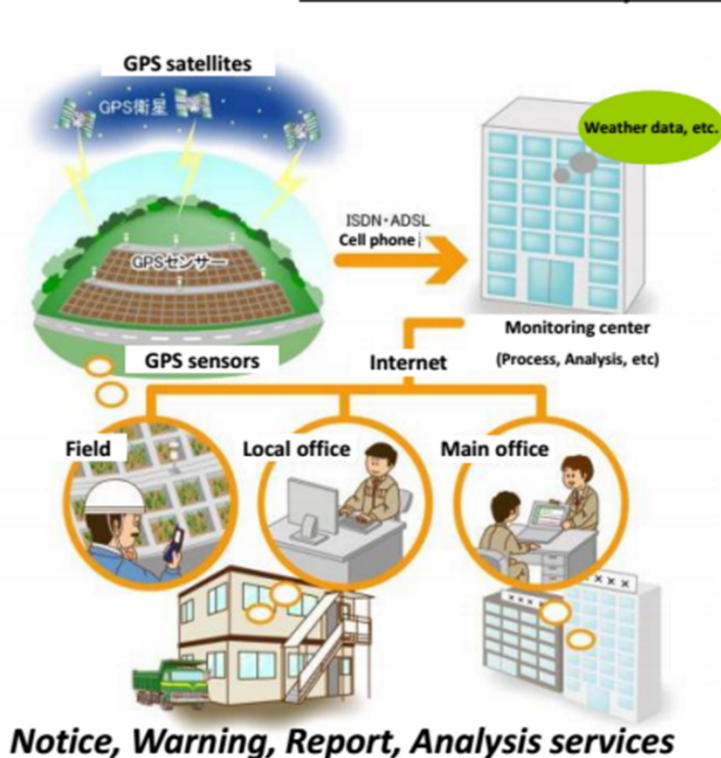 GPS satellites
GPS衛星
Weather data, etc.
ISDN・ADSL
Cell phone
GPSセンサー
GPS sensors
Internet
Monitoring center
(Process, Analysis, etc)
Field
Local office
Main office
×××
×××
Notice, Warning, Report, Analysis services